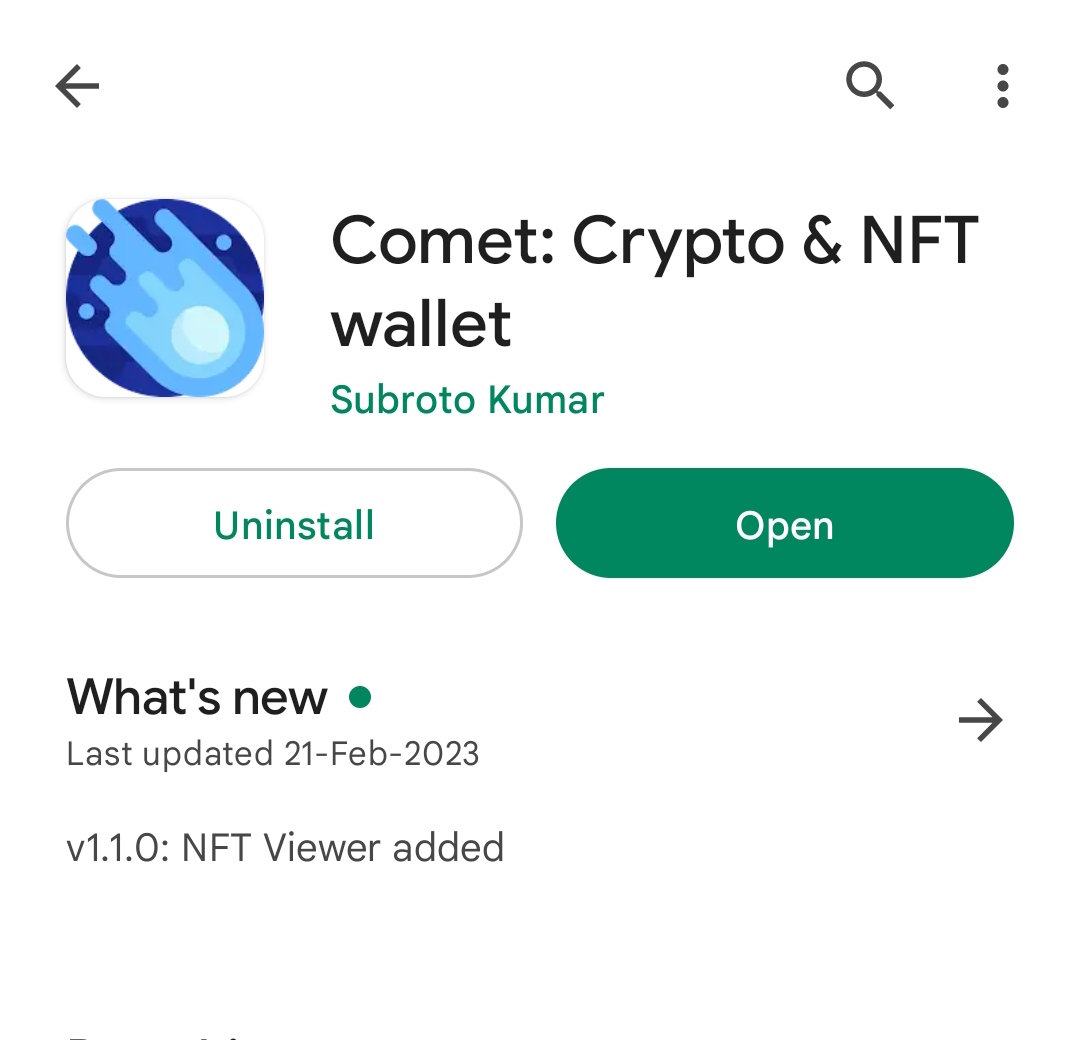 Comet: Crypto & NFT
wallet
Subroto Kumar
Uninstall
Open
What's new
Last updated 21-Feb-2023
v1.1.0: NFT Viewer added